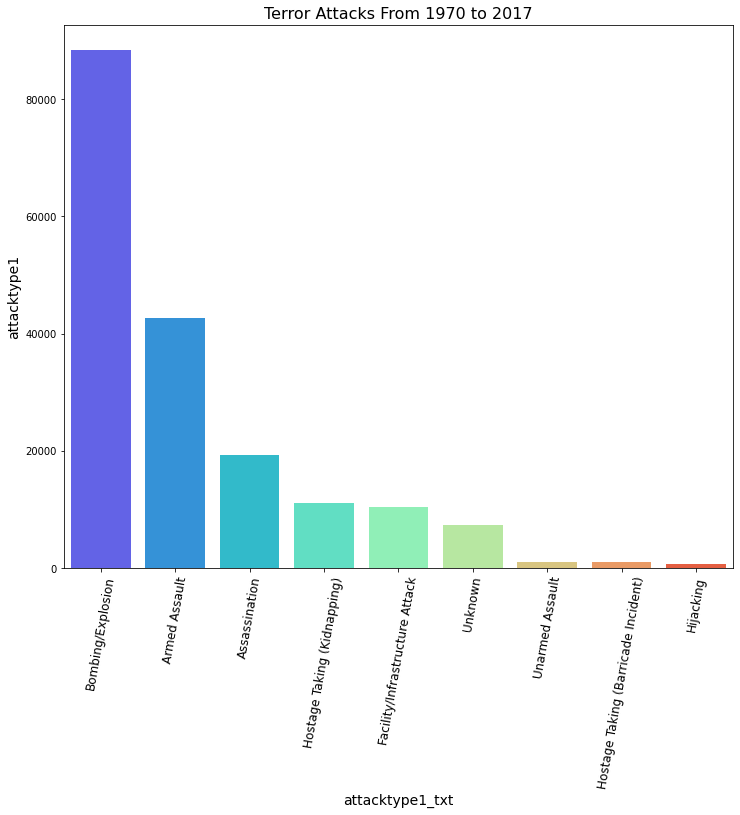 Terror Attacks From 1970 to 2017
attacktype1
80000
60000
40000
20000
0
Bombing/Explosion
Armed Assault
Assassination
Hostage Taking (Kidnapping)
Facility/Infrastructure Attack
Unknown
Unarmed Assault
Hostage Taking (Barricade Incident)
Hijacking
attacktype1_txt